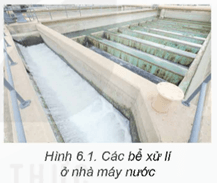 Hình 6.1. Các bể xử lí
ở nhà máy nước